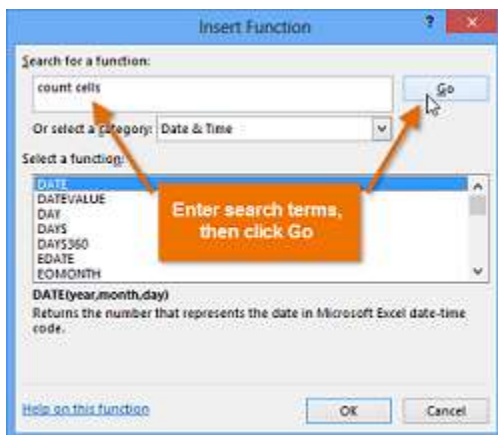 Insert Function
?
Search for a function:
count cells
Go
Or select a category: Date & Time
Select a function:
DATE
DATEVALUE
DAY
DAYS
DAYS360
EDATE
EOMONTH
Enter search terms,
then click Go
DATE(year,month,day)
Returns the number that represents the date in Microsoft Excel date-time
code.
Help on this function
OK
Cancel